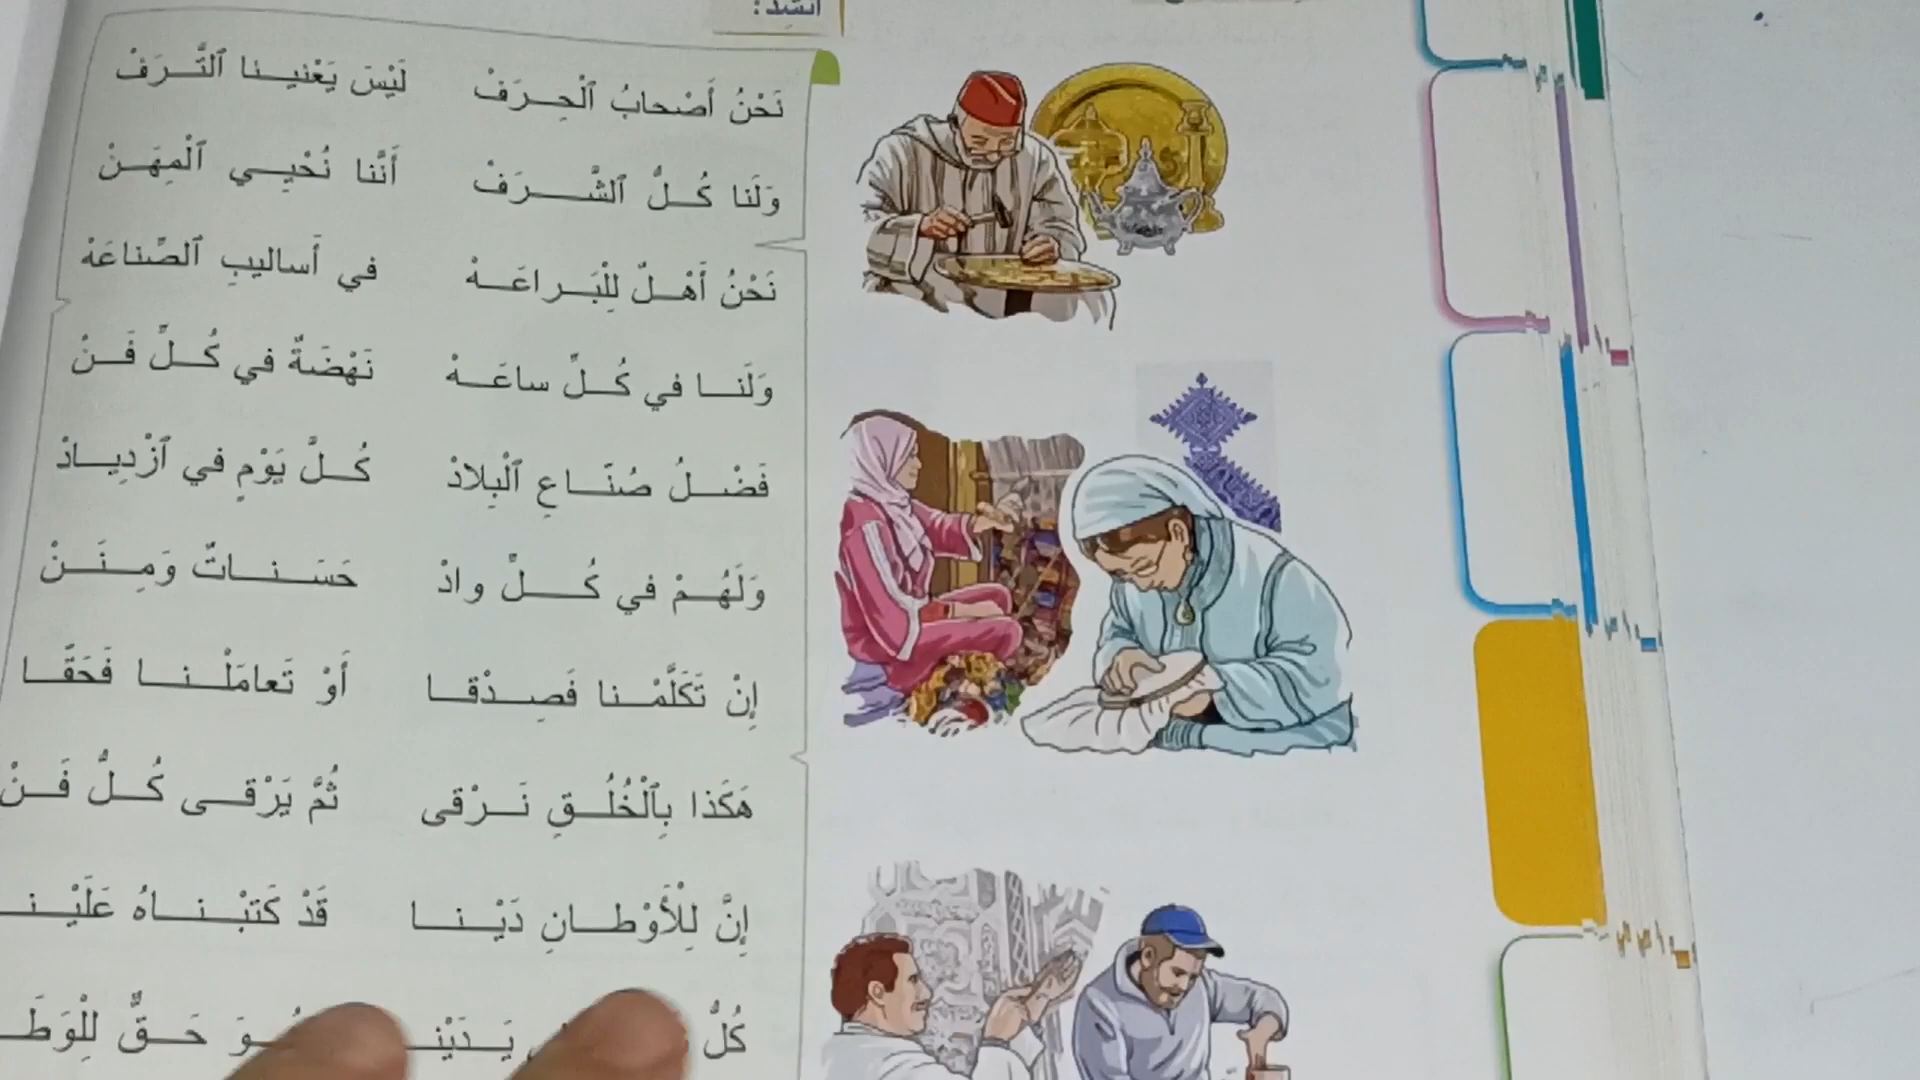 أُنْشِدُ:
نَحْنُ أَصْحابُ ٱلْحِرَفْ لَيْسَ يَعْنينا ٱلتَّرَفْ
وَلَنا كُلُّ ٱلشَّرَفْ أَنَّنا نُحْيِي ٱلْمِهَنْ
نَحْنُ أَهْلٌ لِلْبَراعَهْ في أَساليبِ ٱلصِّناعَهْ
وَلَنا في كُلِّ ساعَهْ نَهْضَةٌ في كُلِّ فَنْ
فَضْلُ صُنّاعِ ٱلْبِلادْ كُلَّ يَوْمٍ في ٱزْدِيادْ
وَلَهُمْ في كُلِّ وادْ حَسَناتٌ وَمِنَنْ
إِنْ تَكَلَّمْنا فَصِدْقا أَوْ تَعامَلْنا فَحَقّا
هَكَذا بِٱلْخُلُقِ نَرْقى ثُمَّ يَرْقى كُلُّ فَنْ
إِنَّ لِلْأَوْطانِ دَيْنا قَدْ كَتَبْناهُ عَلَيْنا
كُلُّ حَقٌّ